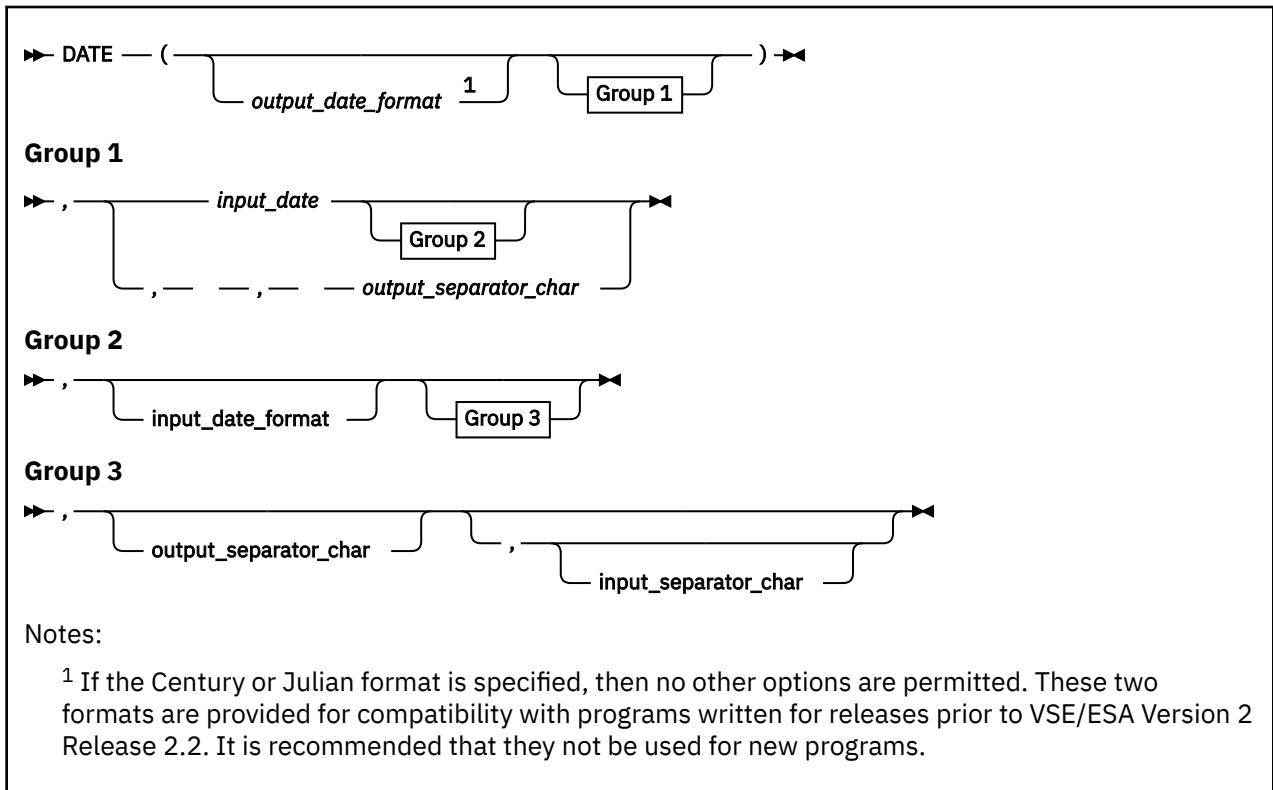 DATE ( output_date_format 1 Group 1 )
Group 1
, input_date Group 2
, , output_separator_char
Group 2
, input_date_format Group 3
Group 3
, output_separator_char , input_separator_char
Notes:
1 If the Century or Julian format is specified, then no other options are permitted. These two
formats are provided for compatibility with programs written for releases prior to VSE/ESA Version 2
Release 2.2. It is recommended that they not be used for new programs.